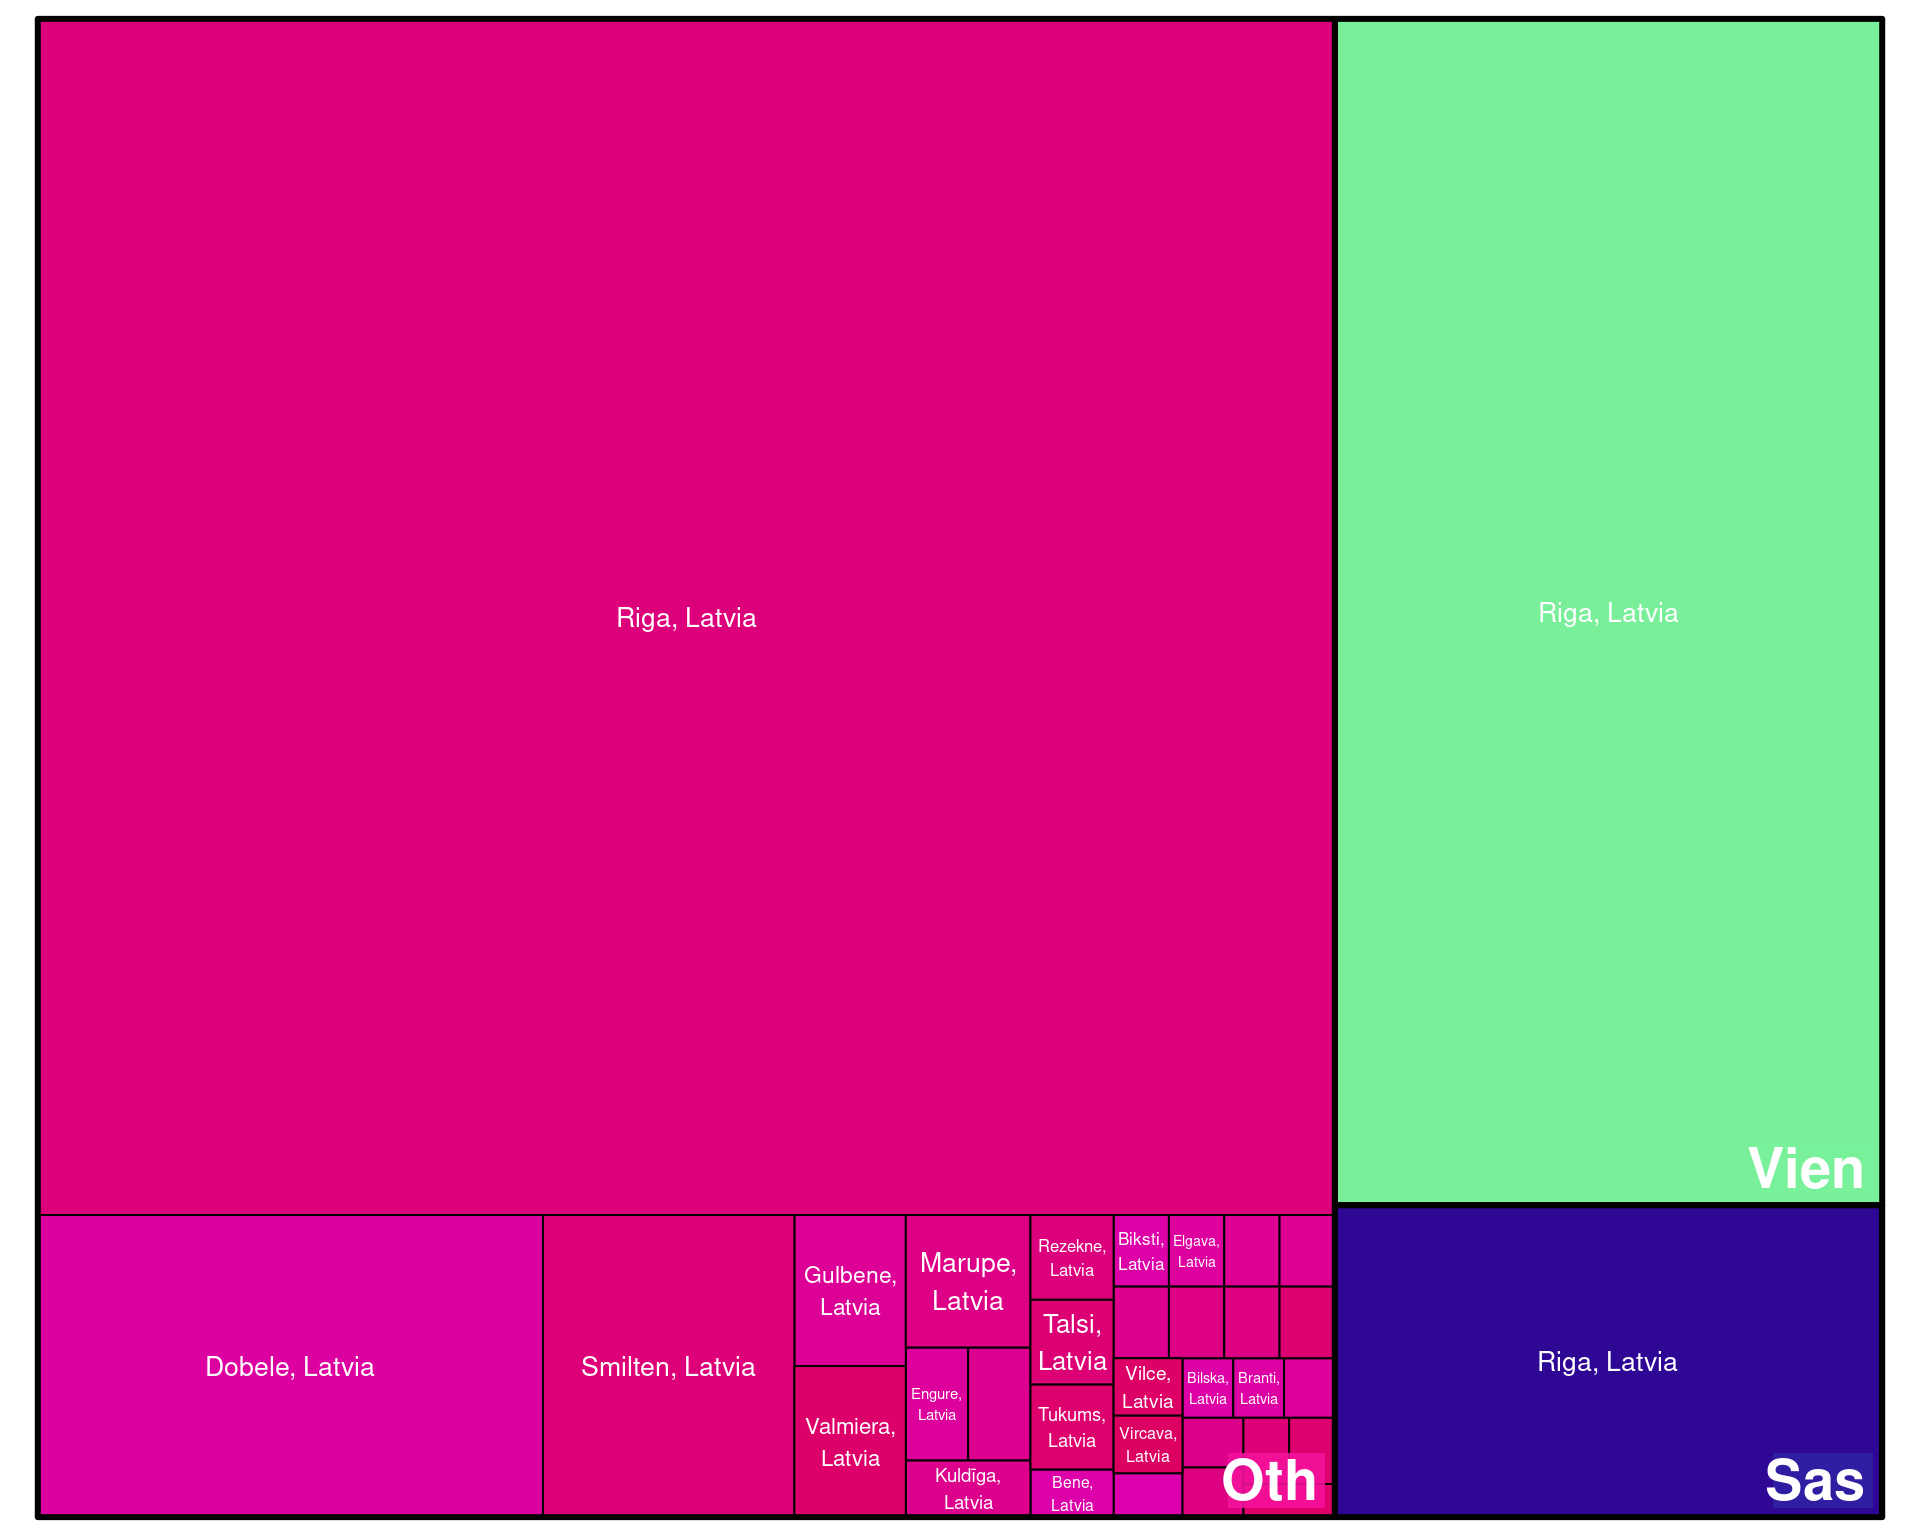 Riga, Latvia
Riga, Latvia
Vien
Dobele, Latvia
Smilten, Latvia
Gulbene,
Latvia
Valmiera,
Latvia
Marupe,
Latvia
Engure,
Latvia
Kuldīga,
Latvia
Rezekne,
Latvia
Talsi,
Latvia
Tukums,
Latvia
Bene,
Latvia
Biksti,
Latvia
Elgava,
Latvia
Vilce,
Latvia
Vircava,
Latvia
Bilska,
Latvia
Branti,
Latvia
Oth
Riga, Latvia
Sas